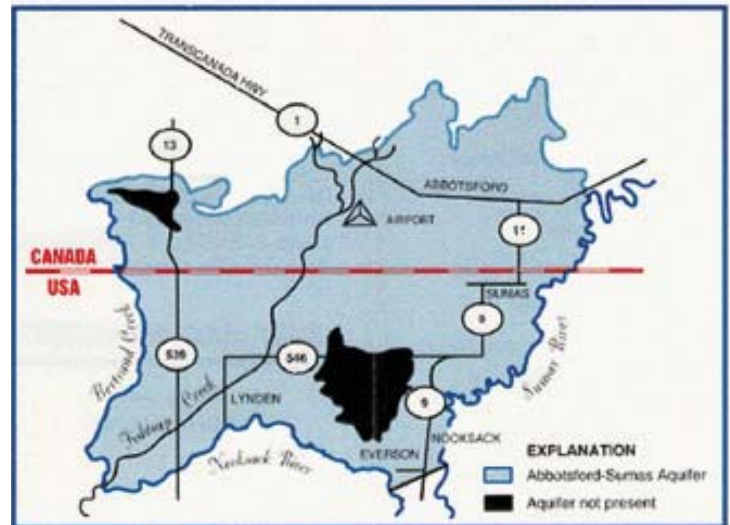 TRANSCANADA HWY
1
13
ABBOTSFORD
AIRPORT
11
CANADA
USA
SUMAS
9
Bertrand Creek
539
546
Sumas River
LYNDEN
Fishtrap Creek
9
Nooksack River
EVERSON
NOOKSACK
EXPLANATION
Abbotsford-Sumas Aquifer
Aquifer not present